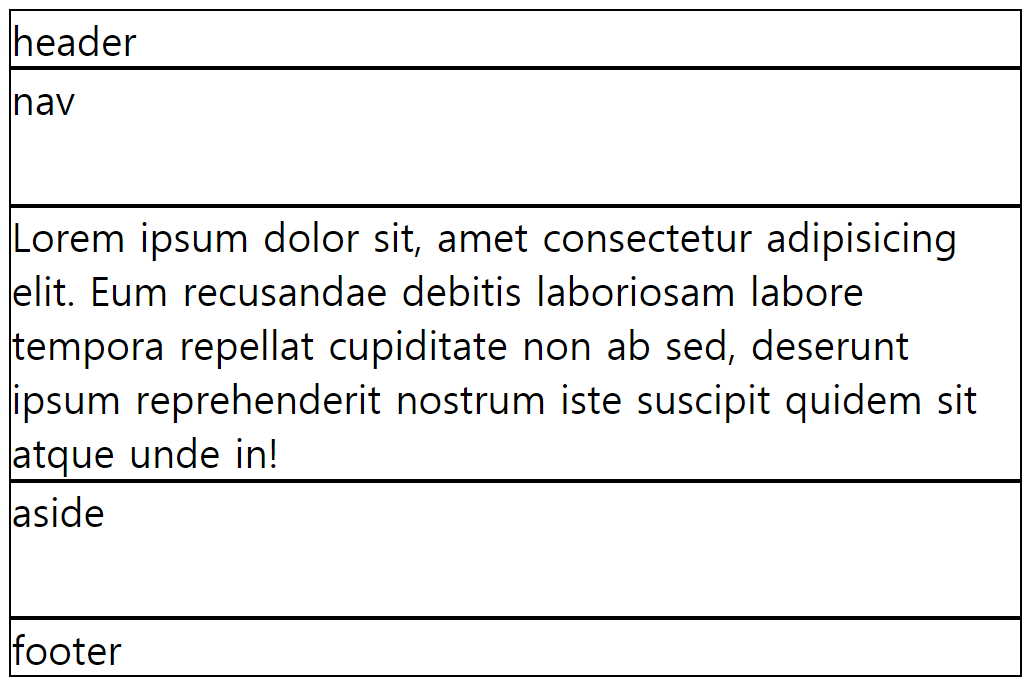 header
nav
Lorem ipsum dolor sit, amet consectetur adipisicing
elit. Eum recusandae debitis laboriosam labore
tempora repellat cupiditate non ab sed, deserunt
ipsum reprehenderit nostrum iste suscipit quidem sit
atque unde in!
aside
footer